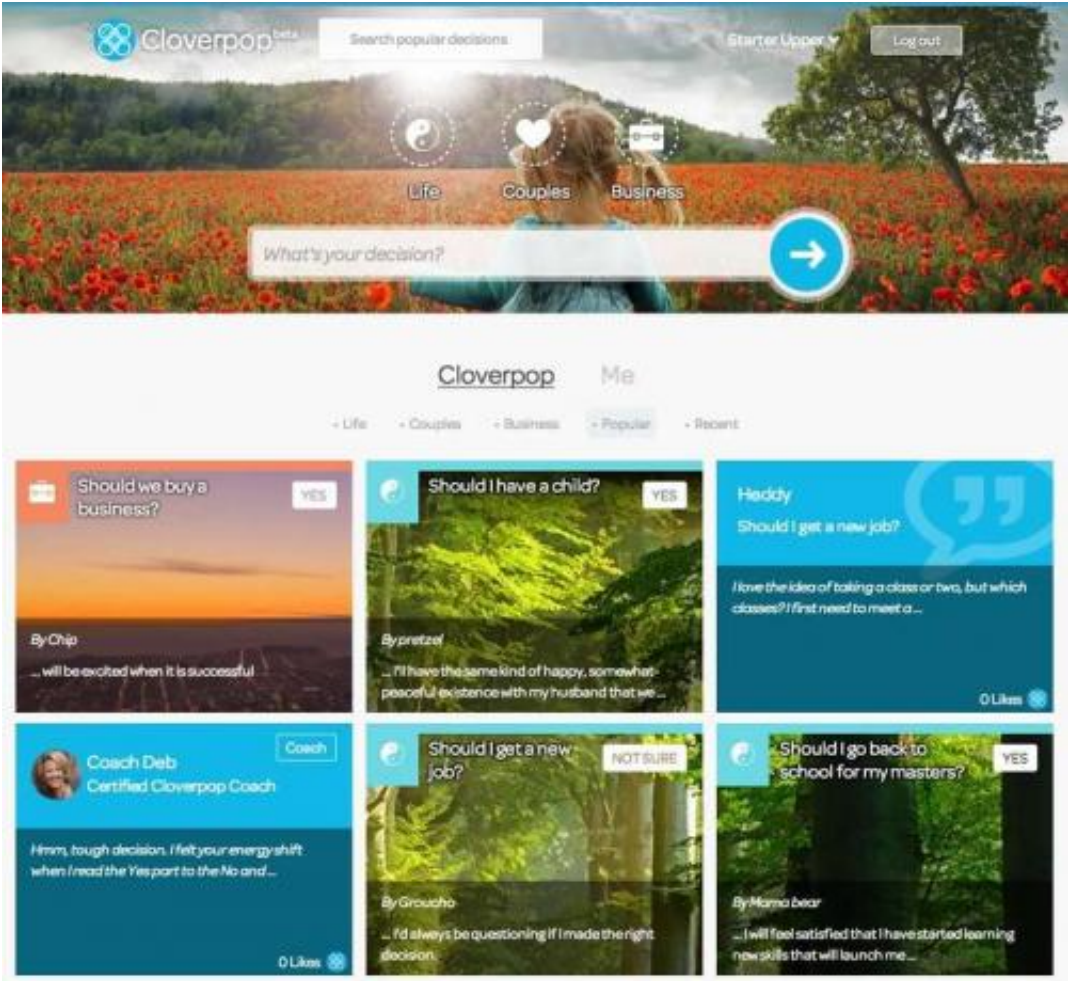 Cloverpop beta
Search popular decisions
Starter Upper
Log out
Life
Couples
Business
What's your decision?
Cloverpop
Me
+ Life
+ Couples
+ Business
+ Popular
+ Recent
Should we buy a
business?
YES
By Chip
... will be excited when it is successful
Should I have a child?
YES
By pretzel
... I'll have the same kind of happy, somewhat-
peaceful existence with my husband that we ...
Heddy
Should I get a new job?
I love the idea of taking a class or two, but which
classes? I first need to meet a ...
0 Likes
Coach
Coach Deb
Certified Cloverpop Coach
Hmm, tough decision. I felt your energy shift
when I read the Yes part to the No and ...
0 Likes
Should I get a new
job?
NOT SURE
By Groucho
... I'd always be questioning if I made the right
decision.
Should I go back to
school for my masters?
YES
By Mama bear
... I will feel satisfied that I have started learning
new skills that will launch me ...